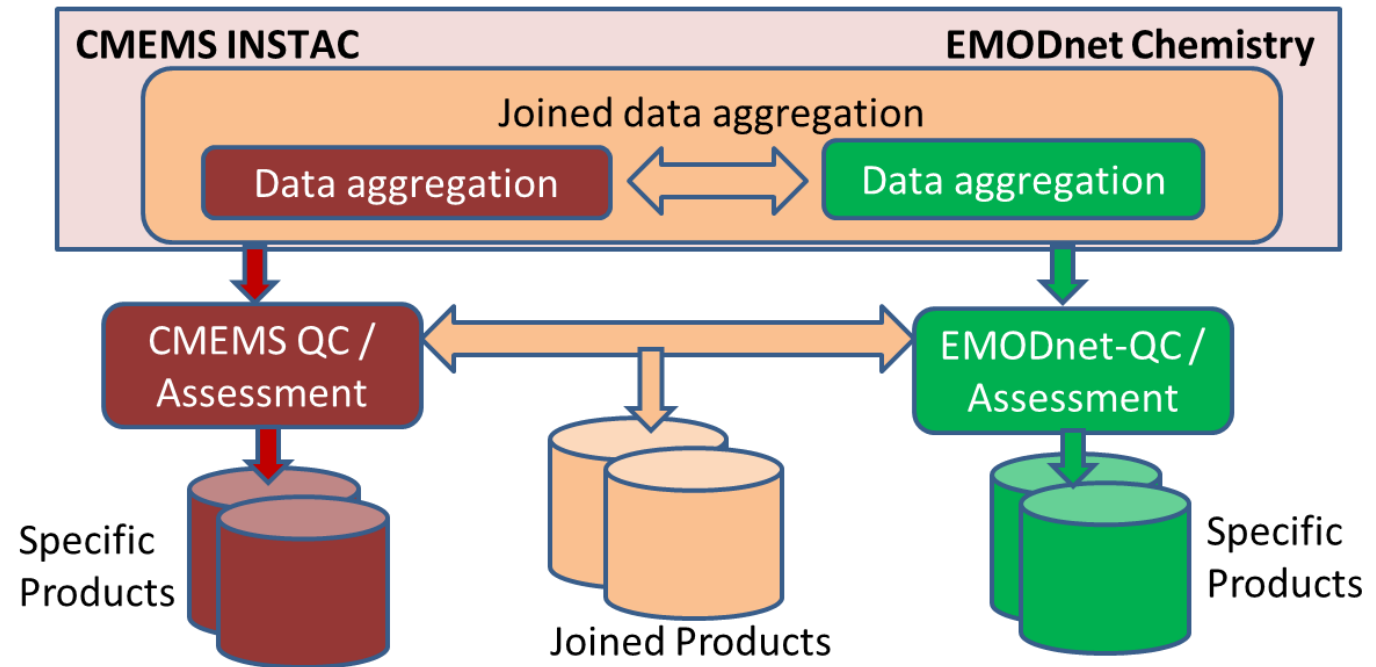 CMEMS INSTAC
EMODnet Chemistry
Joined data aggregation
Data aggregation
Data aggregation
CMEMS QC /
Assessment
EMODnet-QC /
Assessment
Specific
Products
Joined Products
Specific
Products